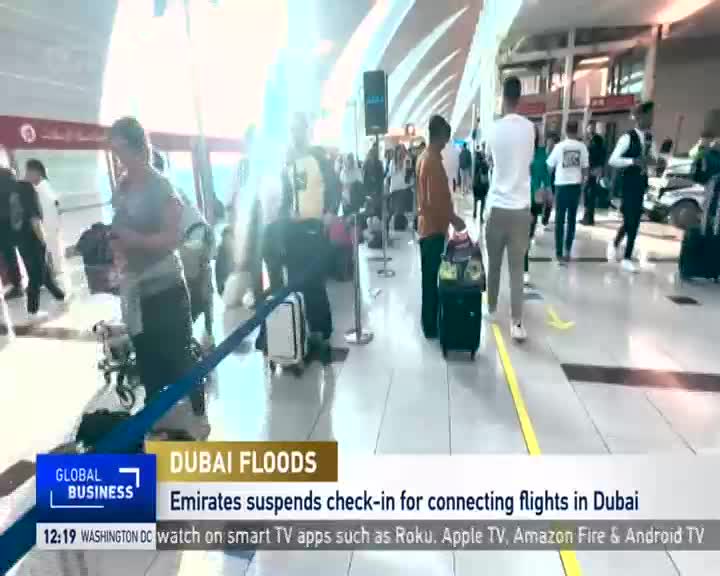 DUBAI FLOODS
GLOBAL
BUSINESS
Emirates suspends check-in for connecting flights in Dubai
12:19 WASHINGTON DC
watch on smart TV apps such as Roku, Apple TV, Amazon Fire & Android TV